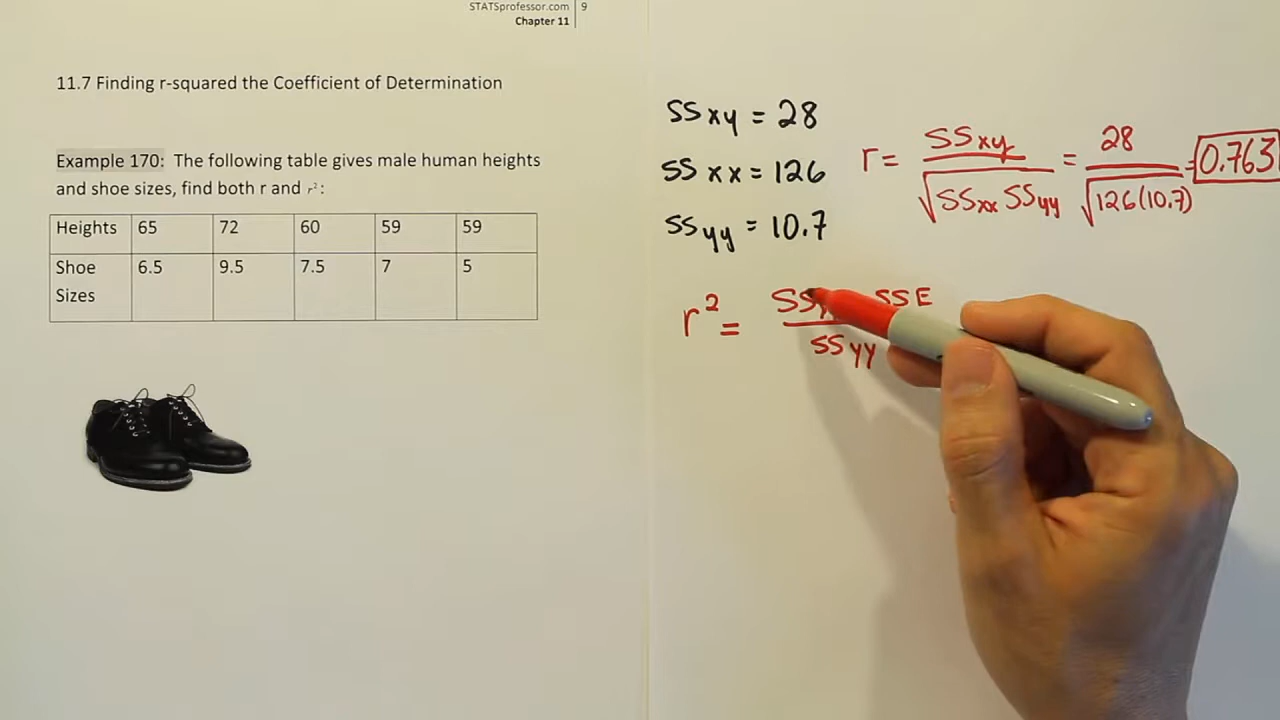 STATSprofessor.com 9
Chapter 11
11.7 Finding r-squared the Coefficient of Determination
Example 170: The following table gives male human heights
and shoe sizes, find both r and r²:
Heights 65 72 60 59 59
Shoe Sizes 6.5 9.5 7.5 7 5
SSxy = 28
SSxx = 126
SSyy = 10.7
r = SSxy / √SSxx SSyy = 28 / √126(10.7) = 0.763
r² = SS SSE / SSyy